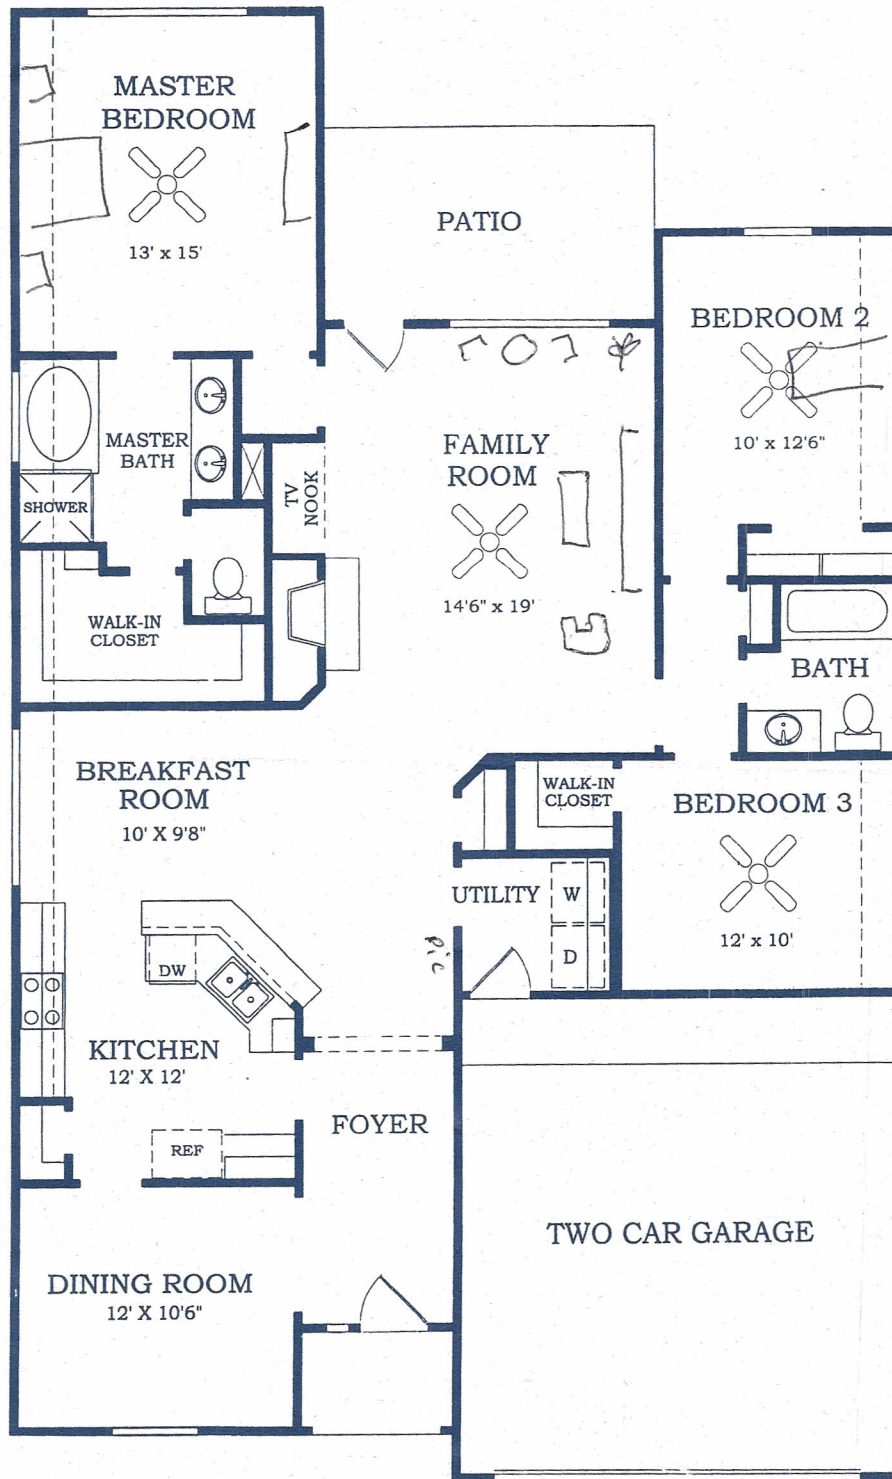 MASTER
BEDROOM
13' x 15'
PATIO
BEDROOM 2
10' x 12'6"
MASTER
BATH
SHOWER
TV
NOOK
FAMILY
ROOM
14'6" x 19'
WALK-IN
CLOSET
BATH
BREAKFAST
ROOM
10' X 9'8"
WALK-IN
CLOSET
BEDROOM 3
12' x 10'
UTILITY
W
D
Pic
DW
KITCHEN
12' X 12'
REF
FOYER
DINING ROOM
12' X 10'6"
TWO CAR GARAGE